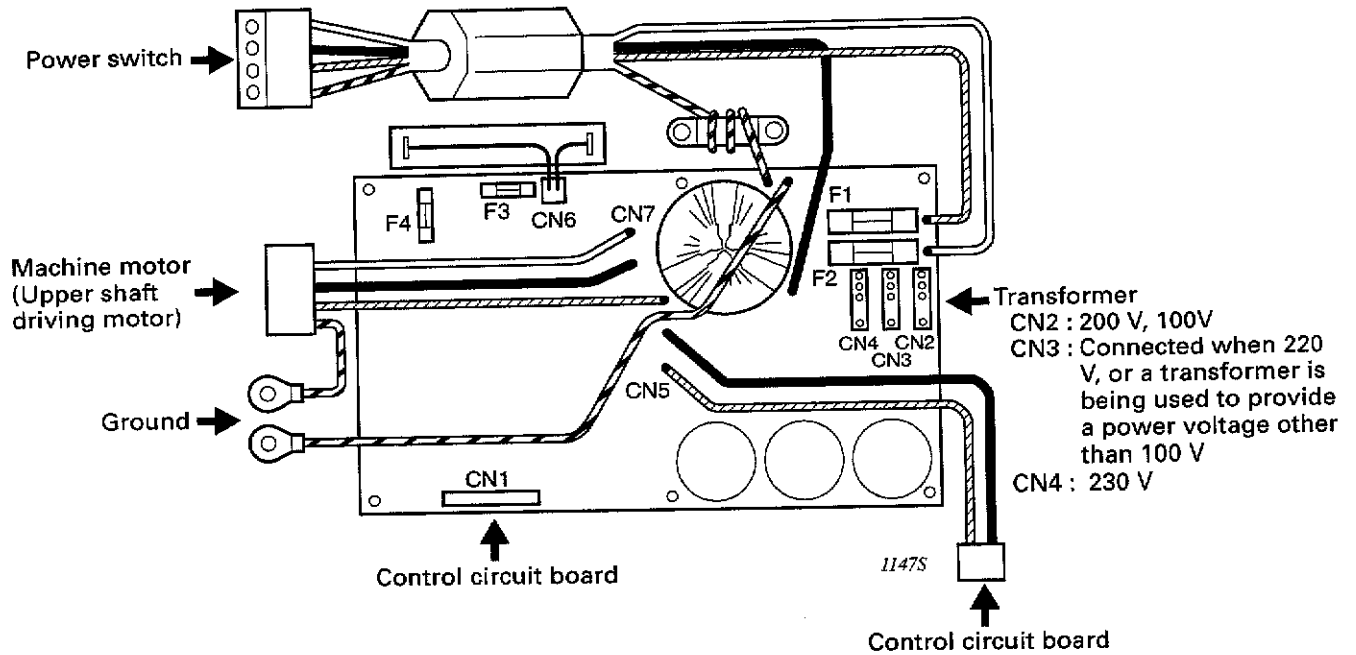 Power switch
F4
F3
CN6
CN7
F1
F2
CN4
CN3
CN2
Machine motor
(Upper shaft
driving motor)
Transformer
CN2 : 200 V, 100V
CN3 : Connected when 220
V, or a transformer is
being used to provide
a power voltage other
than 100 V
CN4 : 230 V
Ground
CN5
CN1
Control circuit board
1147S
Control circuit board